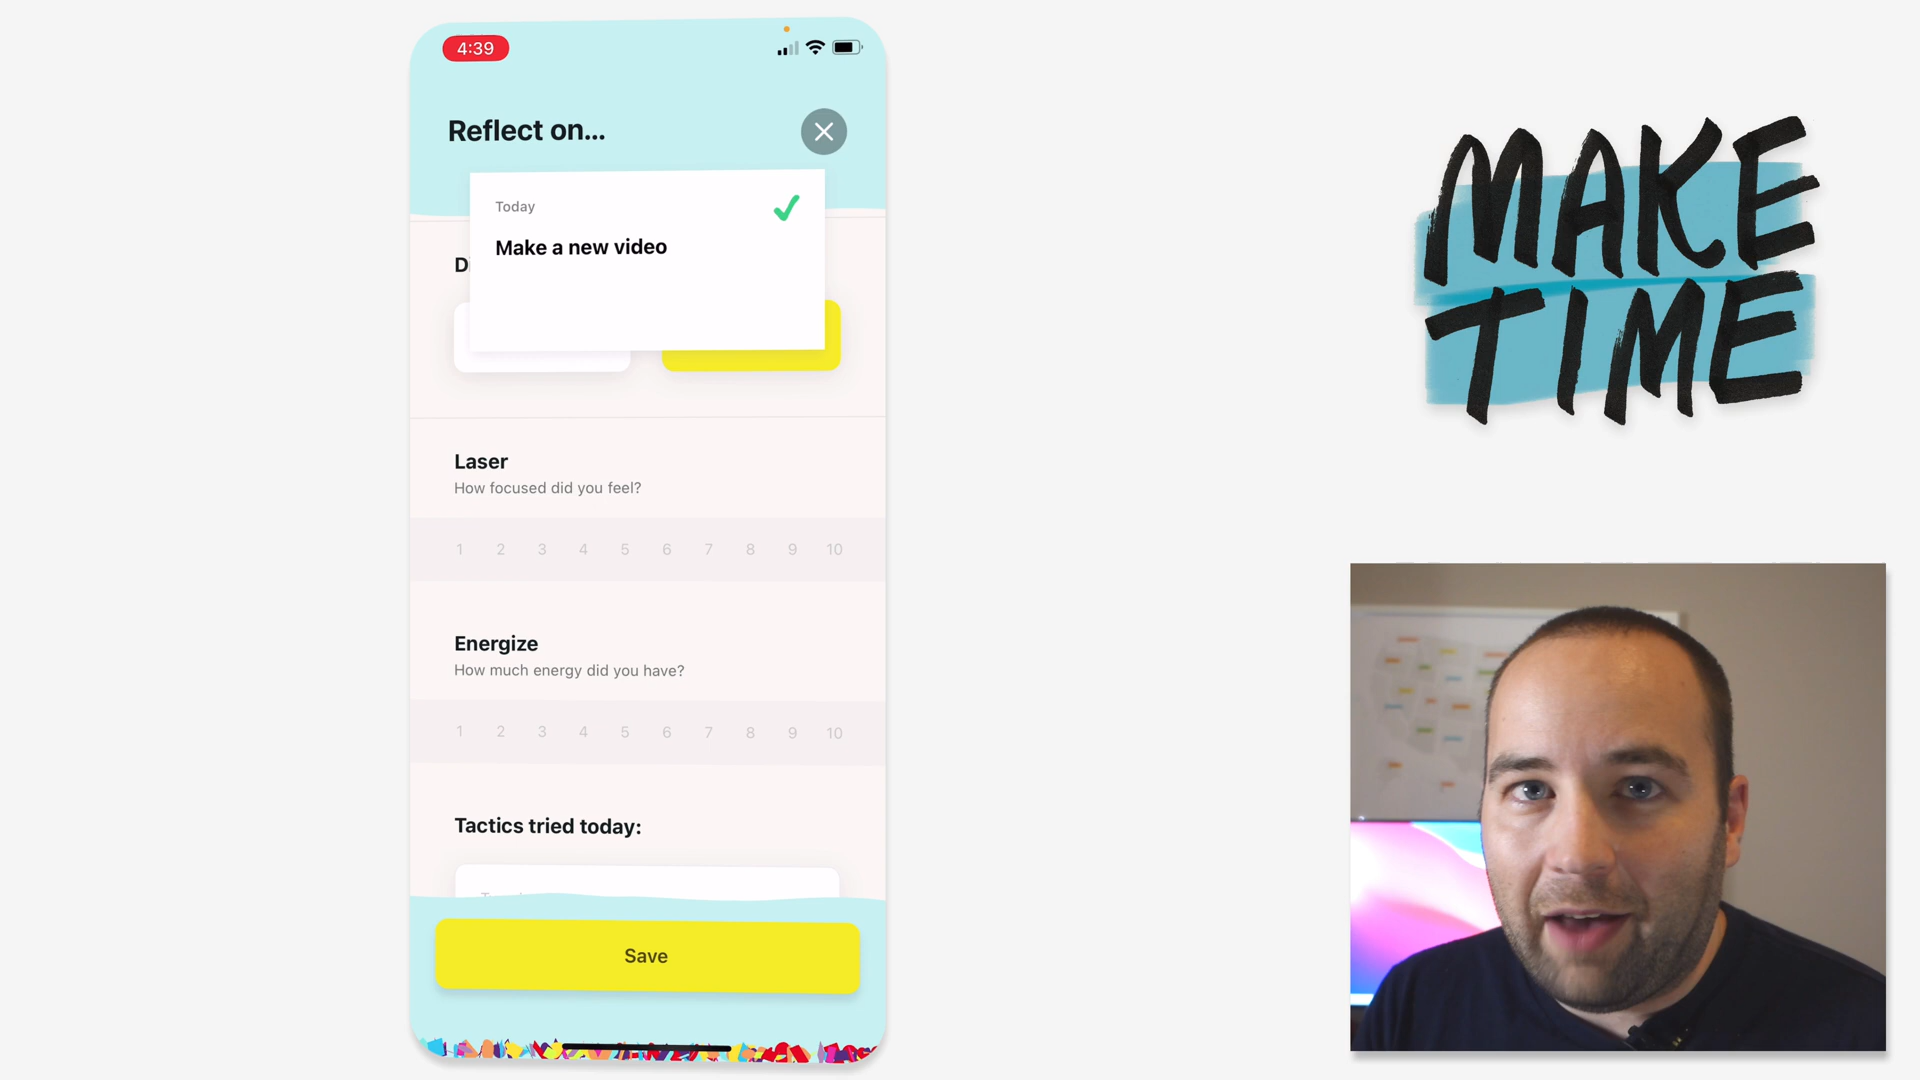 4:39
Reflect on...
Today
Make a new video
Laser
How focused did you feel?
1 2 3 4 5 6 7 8 9 10
Energize
How much energy did you have?
1 2 3 4 5 6 7 8 9 10
Tactics tried today:
Save
MAKE
TIME